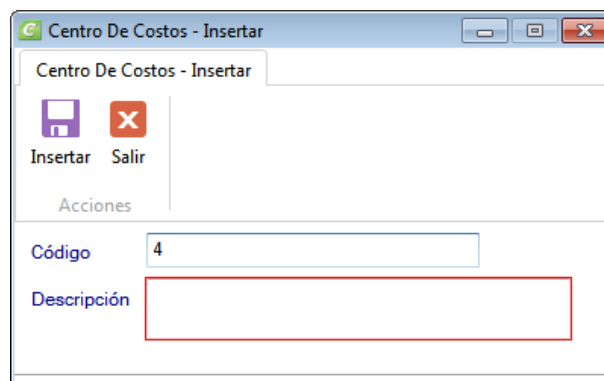 Centro De Costos - Insertar
Centro De Costos - Insertar
Insertar Salir
Acciones
Código 4
Descripción